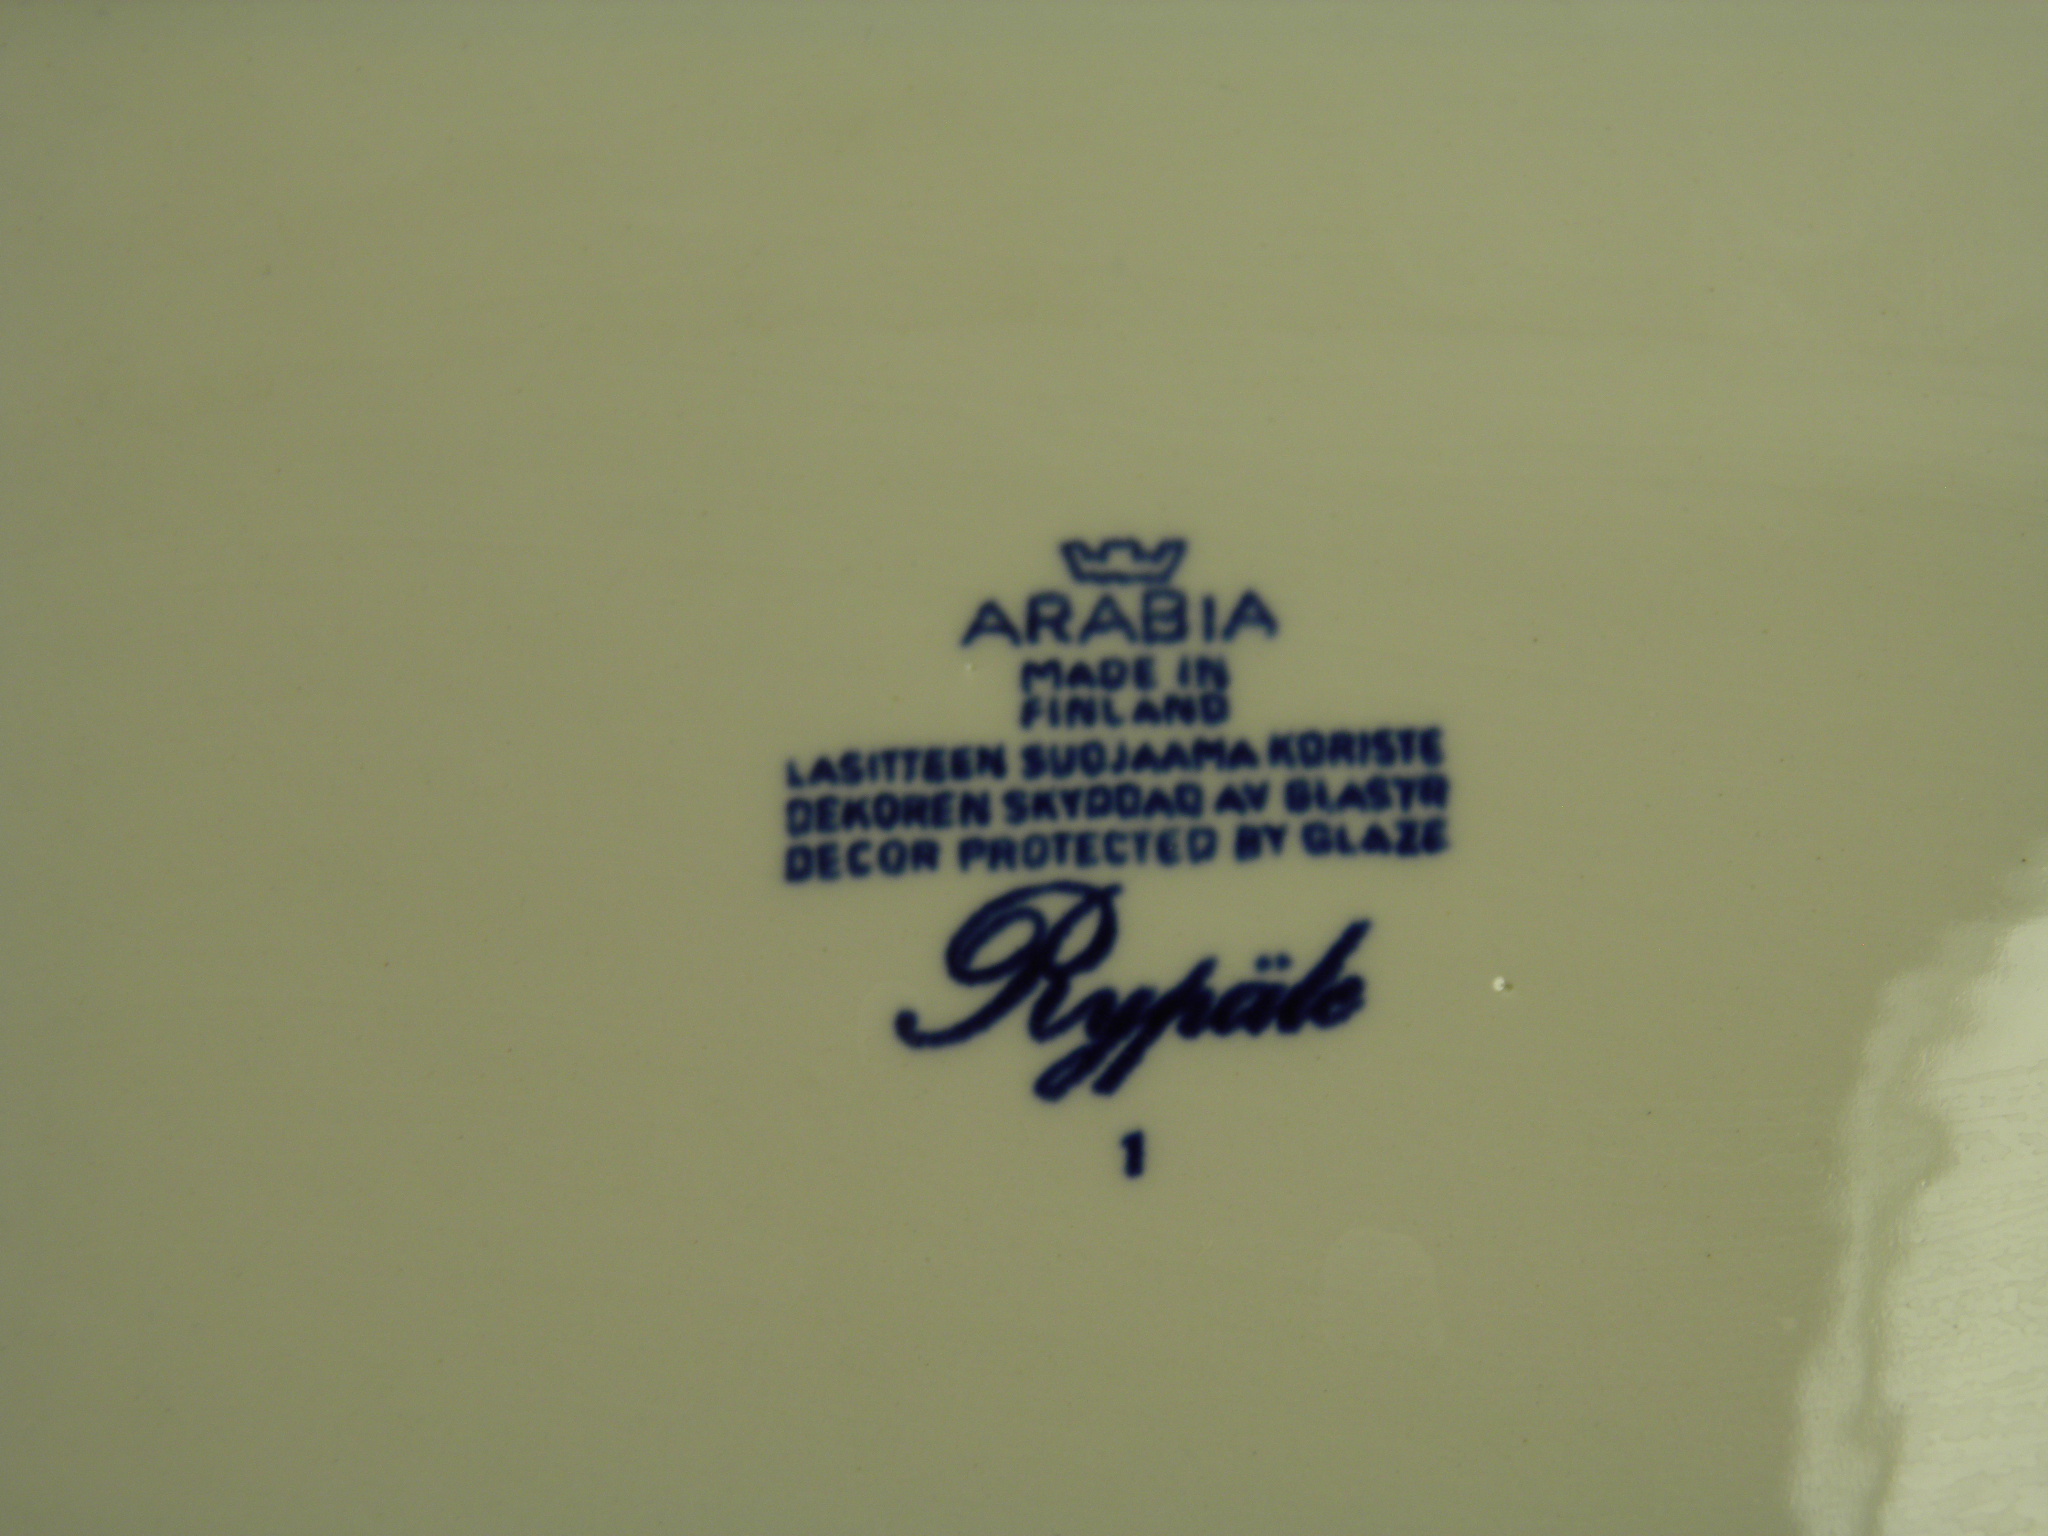 ARABIA
MADE IN
FINLAND
LASITTEEN SUOJAAMA KORISTE
DEKOREN SKYDDAD AV GLASYR
DECOR PROTECTED BY GLAZE
Rypäle
1